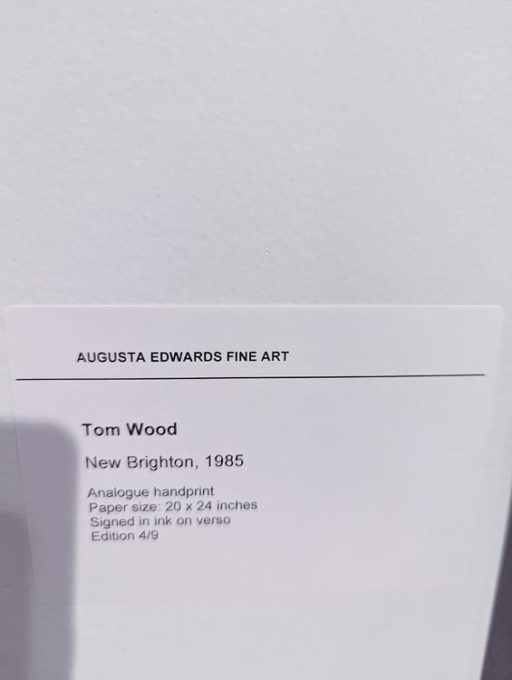 AUGUSTA EDWARDS FINE ART
Tom Wood
New Brighton, 1985
Analogue handprint
Paper size: 20 x 24 inches
Signed in ink on verso
Edition 4/9